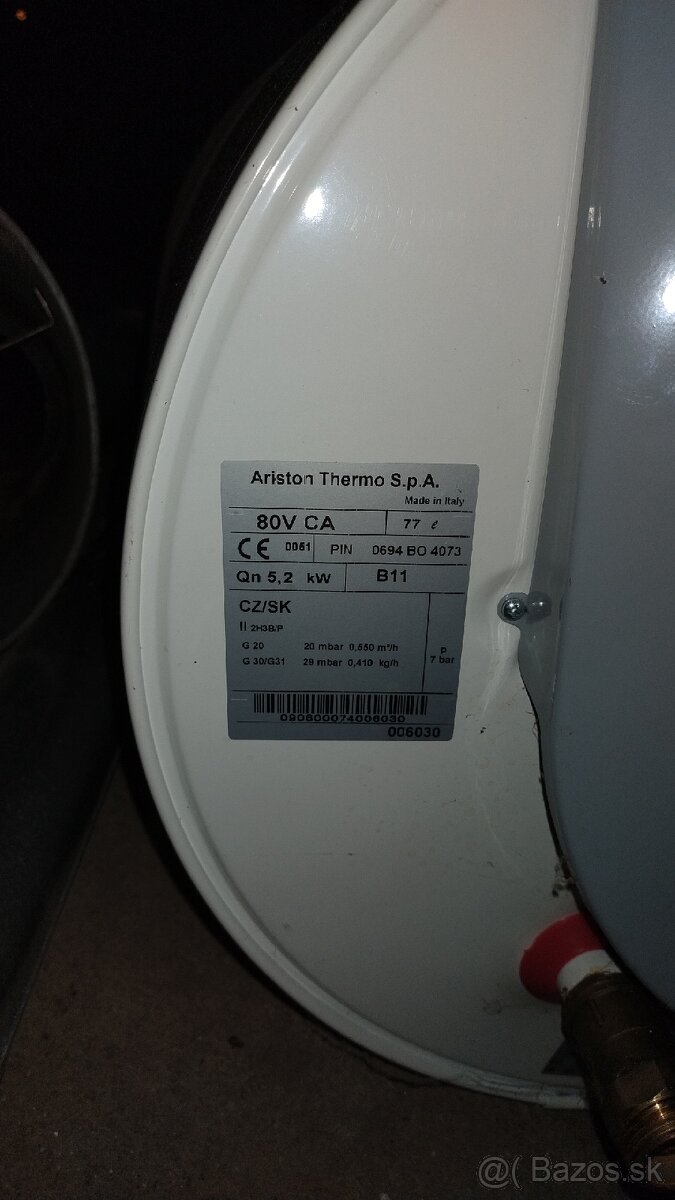 Ariston Thermo S.p.A.
Made in Italy
80V CA 77 ℓ
CE 0051 PIN 0694 BO 4073
Qn 5,2 kW B11
CZ/SK
II 2H3B/P
G 20 20 mbar 0,550 m³/h
G 30/G31 29 mbar 0,410 kg/h
P
7 bar
090600074006030
006030
@( Bazos.sk